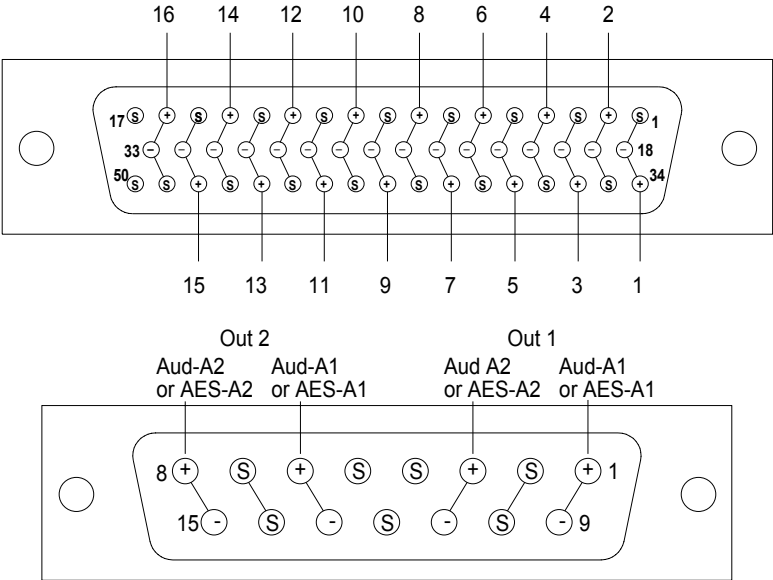 16 14 12 10 8 6 4 2
17 S + S + S + S + S + S + S + S + S 1
33 − − − − − − − − − − − − − − − − 18
50 S S + S + S + S + S + S + S + S + 34
15 13 11 9 7 5 3 1
Out 2 Out 1
Aud-A2 Aud-A1 Aud A2 Aud-A1
or AES-A2 or AES-A1 or AES-A2 or AES-A1
8 + S + S S + S + 1
15 - S - S - S - 9